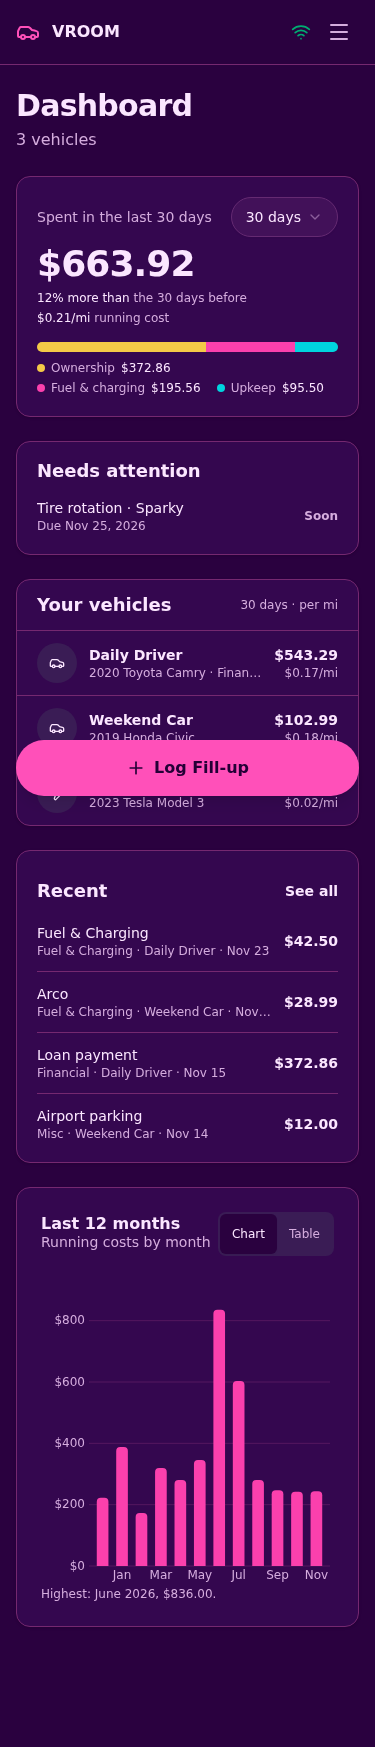 VROOM
Dashboard
3 vehicles
Spent in the last 30 days
30 days
$663.92
12% more than the 30 days before
$0.21/mi running cost
Ownership $372.86
Fuel & charging $195.56 Upkeep $95.50
Needs attention
Tire rotation · Sparky
Due Nov 25, 2026
Soon
Your vehicles
30 days · per mi
Daily Driver
$543.29
2020 Toyota Camry · Finan…
$0.17/mi
Weekend Car
$102.99
2019 Honda Civic
$0.18/mi
+ Log Fill-up
2023 Tesla Model 3
$0.02/mi
Recent
See all
Fuel & Charging
Fuel & Charging · Daily Driver · Nov 23
$42.50
Arco
Fuel & Charging · Weekend Car · Nov…
$28.99
Loan payment
Financial · Daily Driver · Nov 15
$372.86
Airport parking
Misc · Weekend Car · Nov 14
$12.00
Last 12 months
Running costs by month
Chart
Table
$800
$600
$400
$200
$0
Jan Mar May Jul Sep Nov
Highest: June 2026, $836.00.